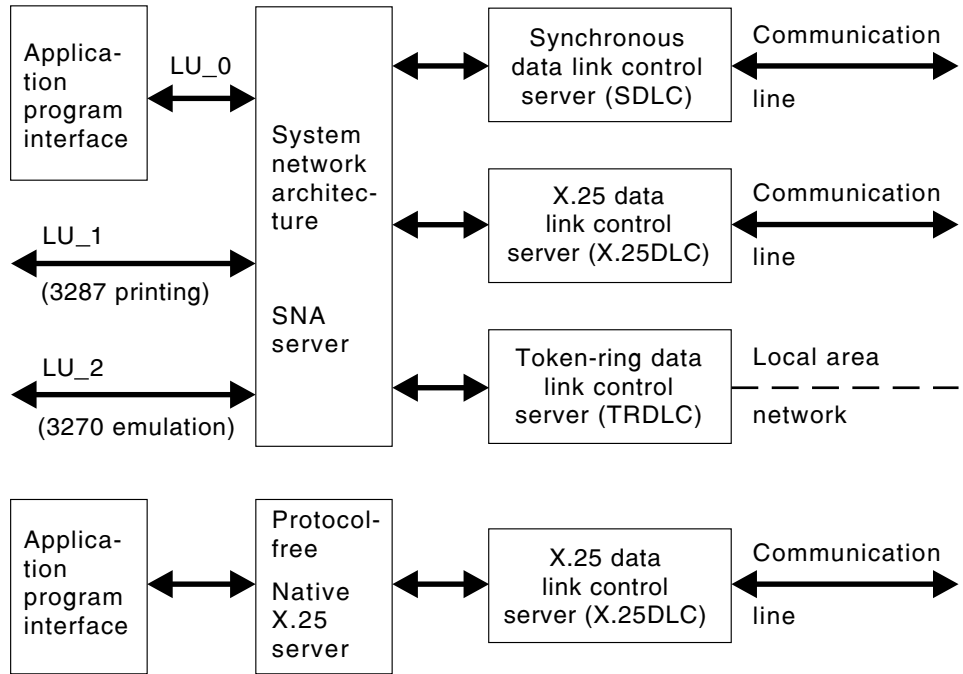 Applica-
tion
program
interface
LU_0
System
network
architec-
ture
SNA
server
Synchronous
data link control
server (SDLC)
Communication
line
LU_1
(3287 printing)
X.25 data
link control
server (X.25DLC)
Communication
line
LU_2
(3270 emulation)
Token-ring data
link control
server (TRDLC)
Local area
network
Applica-
tion
program
interface
Protocol-
free
Native
X.25
server
X.25 data
link control
server (X.25DLC)
Communication
line